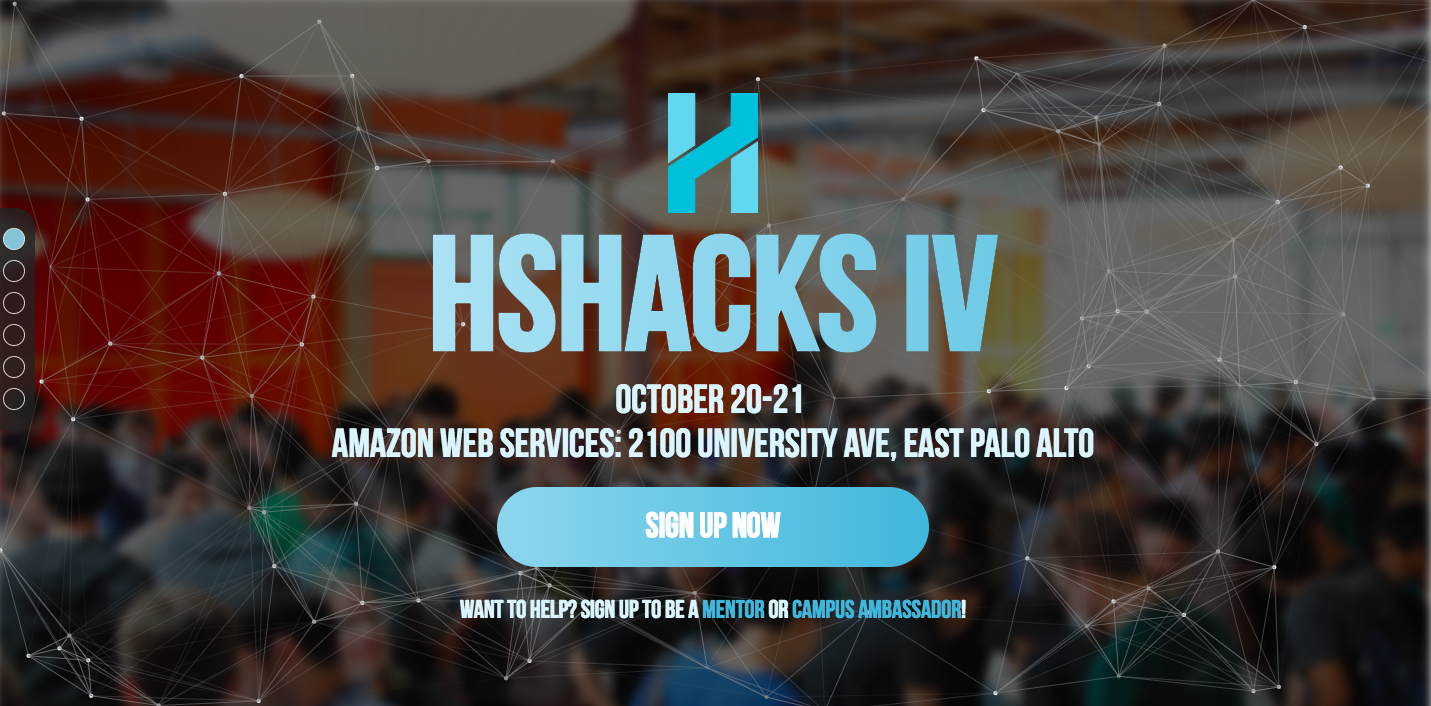 HSHACKS IV
OCTOBER 20-21
AMAZON WEB SERVICES: 2100 UNIVERSITY AVE, EAST PALO ALTO
SIGN UP NOW
WANT TO HELP? SIGN UP TO BE A MENTOR OR CAMPUS AMBASSADOR!